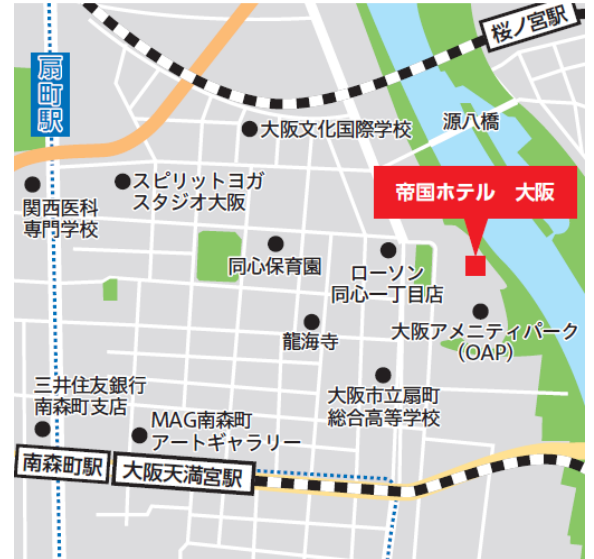 桜ノ宮駅
扇町駅
大阪文化国際学校
源八橋
スピリットヨガ
スタジオ大阪
帝国ホテル　大阪
関西医科
専門学校
同心保育園
ローソン
同心一丁目店
龍海寺
大阪アメニティパーク
(OAP)
三井住友銀行
南森町支店
大阪市立扇町
総合高等学校
MAG南森町
アートギャラリー
南森町駅
大阪天満宮駅